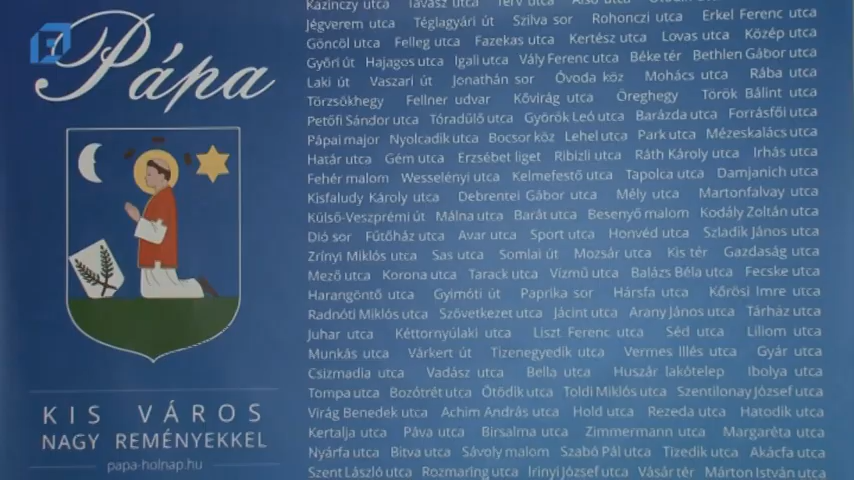 Pápa
KIS VÁROS
NAGY REMÉNYEKKEL
papa-holnap.hu
Kazinczy utca Tavasz utca Terv utca Alsó utca
Jégverem utca Téglagyári út Szilva sor Rohonczi utca Erkel Ferenc utca
Göncöl utca Felleg utca Fazekas utca Kertész utca Lovas utca Közép utca
Győri út Hajagos utca Igali utca Vály Ferenc utca Béke tér Bethlen Gábor utca
Laki út Vaszari út Jonathán sor Óvoda köz Mohács utca Rába utca
Törzsökhegy Fellner udvar Kővirág utca Öreghegy Török Bálint utca
Petőfi Sándor utca Tóradűlő utca Györök Leó utca Barázda utca Forrásfői utca
Pápai major Nyolcadik utca Bocsor köz Lehel utca Park utca Mézeskalács utca
Határ utca Gém utca Erzsébet liget Ribizli utca Ráth Károly utca Irhás utca
Fehér malom Wesselényi utca Kelmefestő utca Tapolca utca Damjanich utca
Kisfaludy Károly utca Debrentei Gábor utca Mély utca Martonfalvay utca
Külső-Veszprémi út Málna utca Barát utca Besenyő malom Kodály Zoltán utca
Dió sor Fűtőház utca Avar utca Sport utca Honvéd utca Szladik János utca
Zrínyi Miklós utca Sas utca Somlai út Mozsár utca Kis tér Gazdaság utca
Mező utca Korona utca Tarack utca Vízmű utca Balázs Béla utca Fecske utca
Harangöntő utca Gyimóti út Paprika sor Hársfa utca Kőrösi Imre utca
Radnóti Miklós utca Szövetkezet utca Jácint utca Arany János utca Tárház utca
Juhar utca Kéttornyúlaki utca Liszt Ferenc utca Séd utca Liliom utca
Munkás utca Várkert út Tizenegyedik utca Vermes Illés utca Gyár utca
Csizmadia utca Vadász utca Bella utca Huszár lakótelep Ibolya utca
Tompa utca Bozótrét utca Ötödik utca Toldi Miklós utca Szentilonay József utca
Virág Benedek utca Achim András utca Hold utca Rezeda utca Hatodik utca
Kertalja utca Páva utca Birsalma utca Zimmermann utca Margaréta utca
Nyárfa utca Bitva utca Sávoly malom Szabó Pál utca Tizedik utca Akácfa utca
Szent László utca Rozmaring utca Irinyi József utca Vásár tér Márton István utca